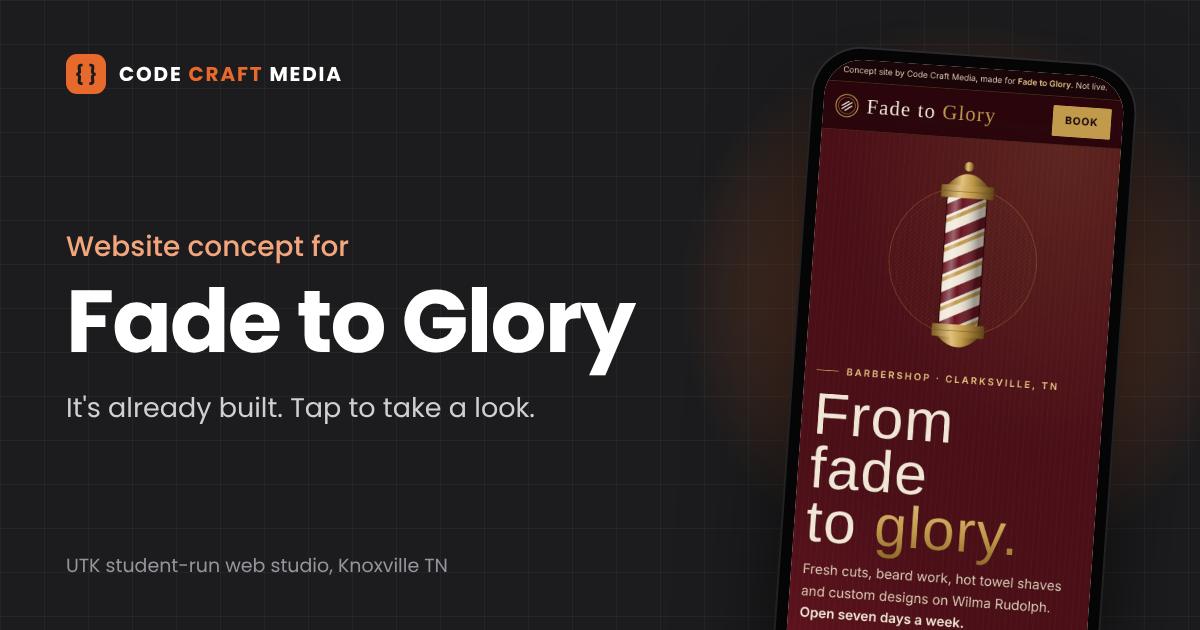 { } CODE CRAFT MEDIA
Website concept for
Fade to Glory
It's already built. Tap to take a look.
UTK student-run web studio, Knoxville TN
Concept site by Code Craft Media, made for Fade to Glory. Not live.
Fade to Glory
BOOK
BARBERSHOP · CLARKSVILLE, TN
From
fade
to glory.
Fresh cuts, beard work, hot towel shaves
and custom designs on Wilma Rudolph.
Open seven days a week.